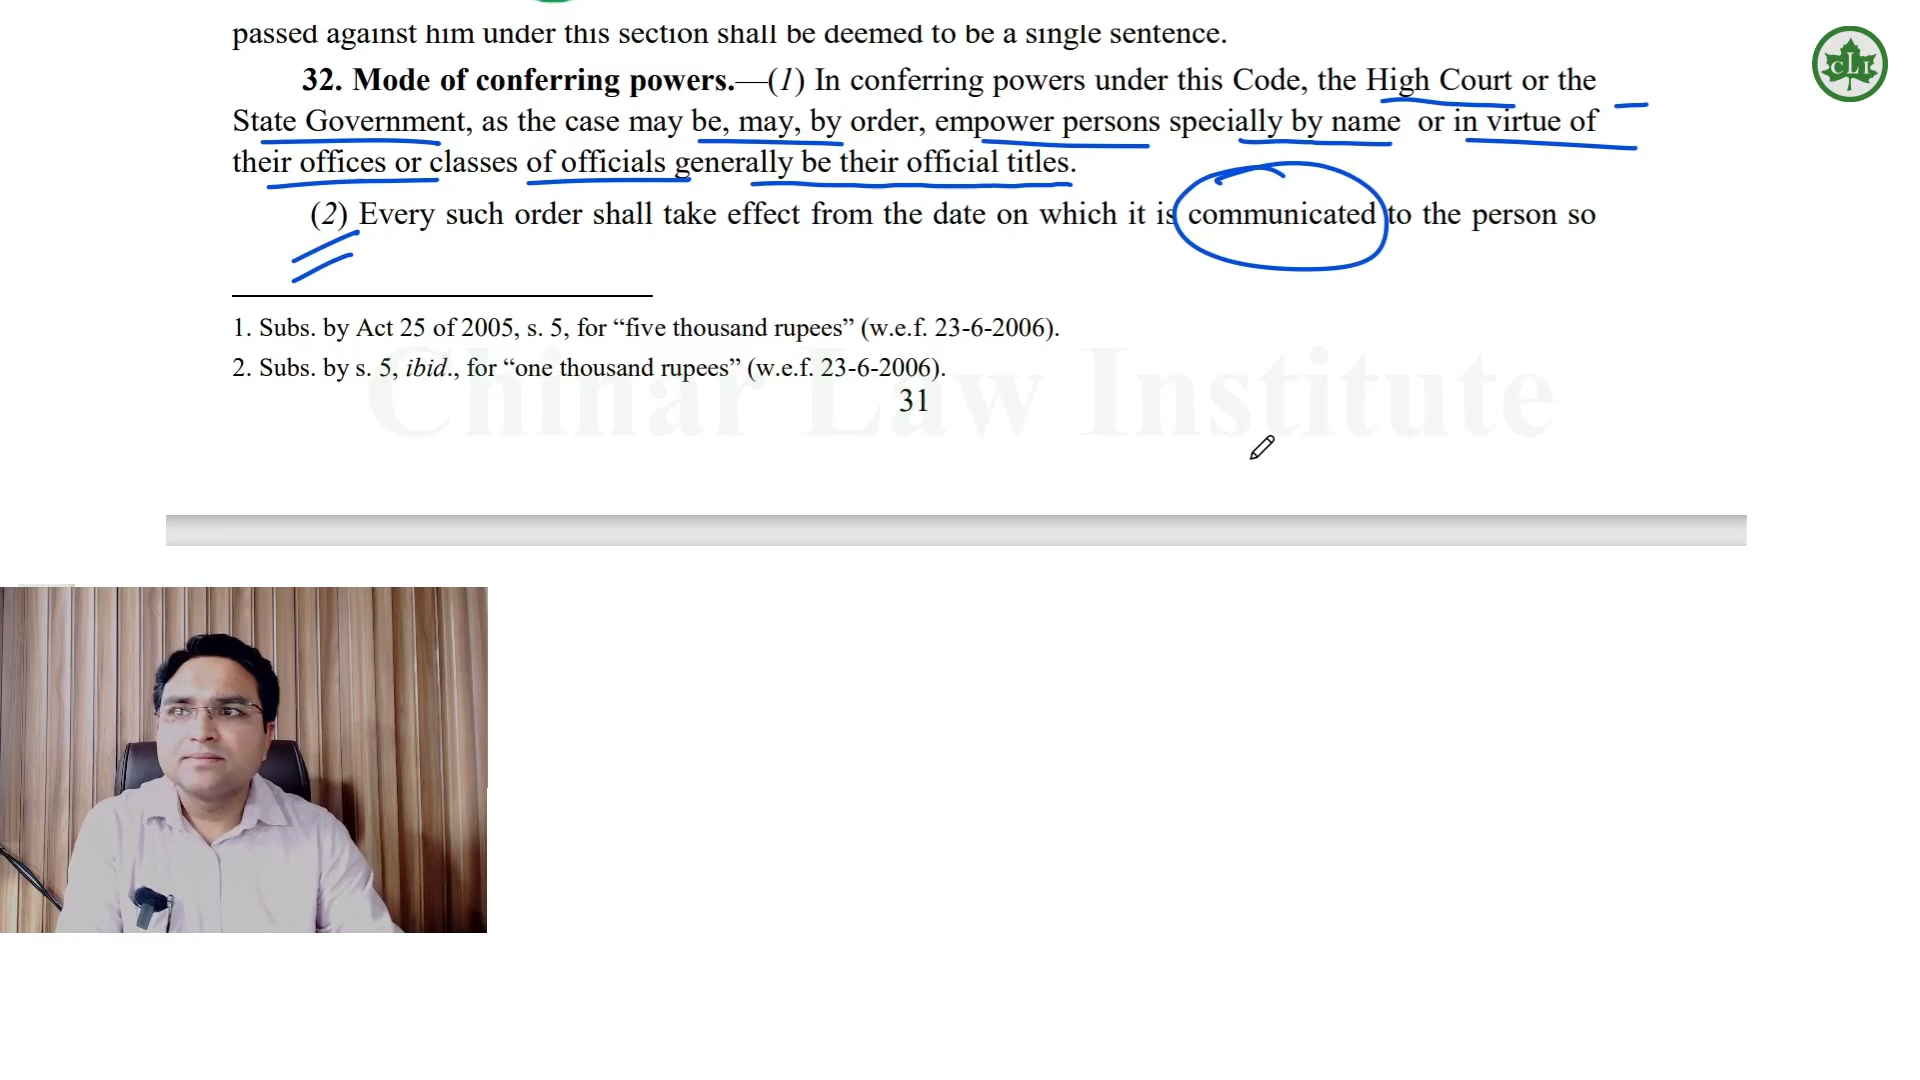 passed against him under this section shall be deemed to be a single sentence.
CLI
32. Mode of conferring powers.—(1) In conferring powers under this Code, the High Court or the
State Government, as the case may be, may, by order, empower persons specially by name or in virtue of
their offices or classes of officials generally be their official titles.
(2) Every such order shall take effect from the date on which it is communicated to the person so
1. Subs. by Act 25 of 2005, s. 5, for “five thousand rupees” (w.e.f. 23-6-2006).
2. Subs. by s. 5, ibid., for “one thousand rupees” (w.e.f. 23-6-2006).
Chinar Law Institute
31